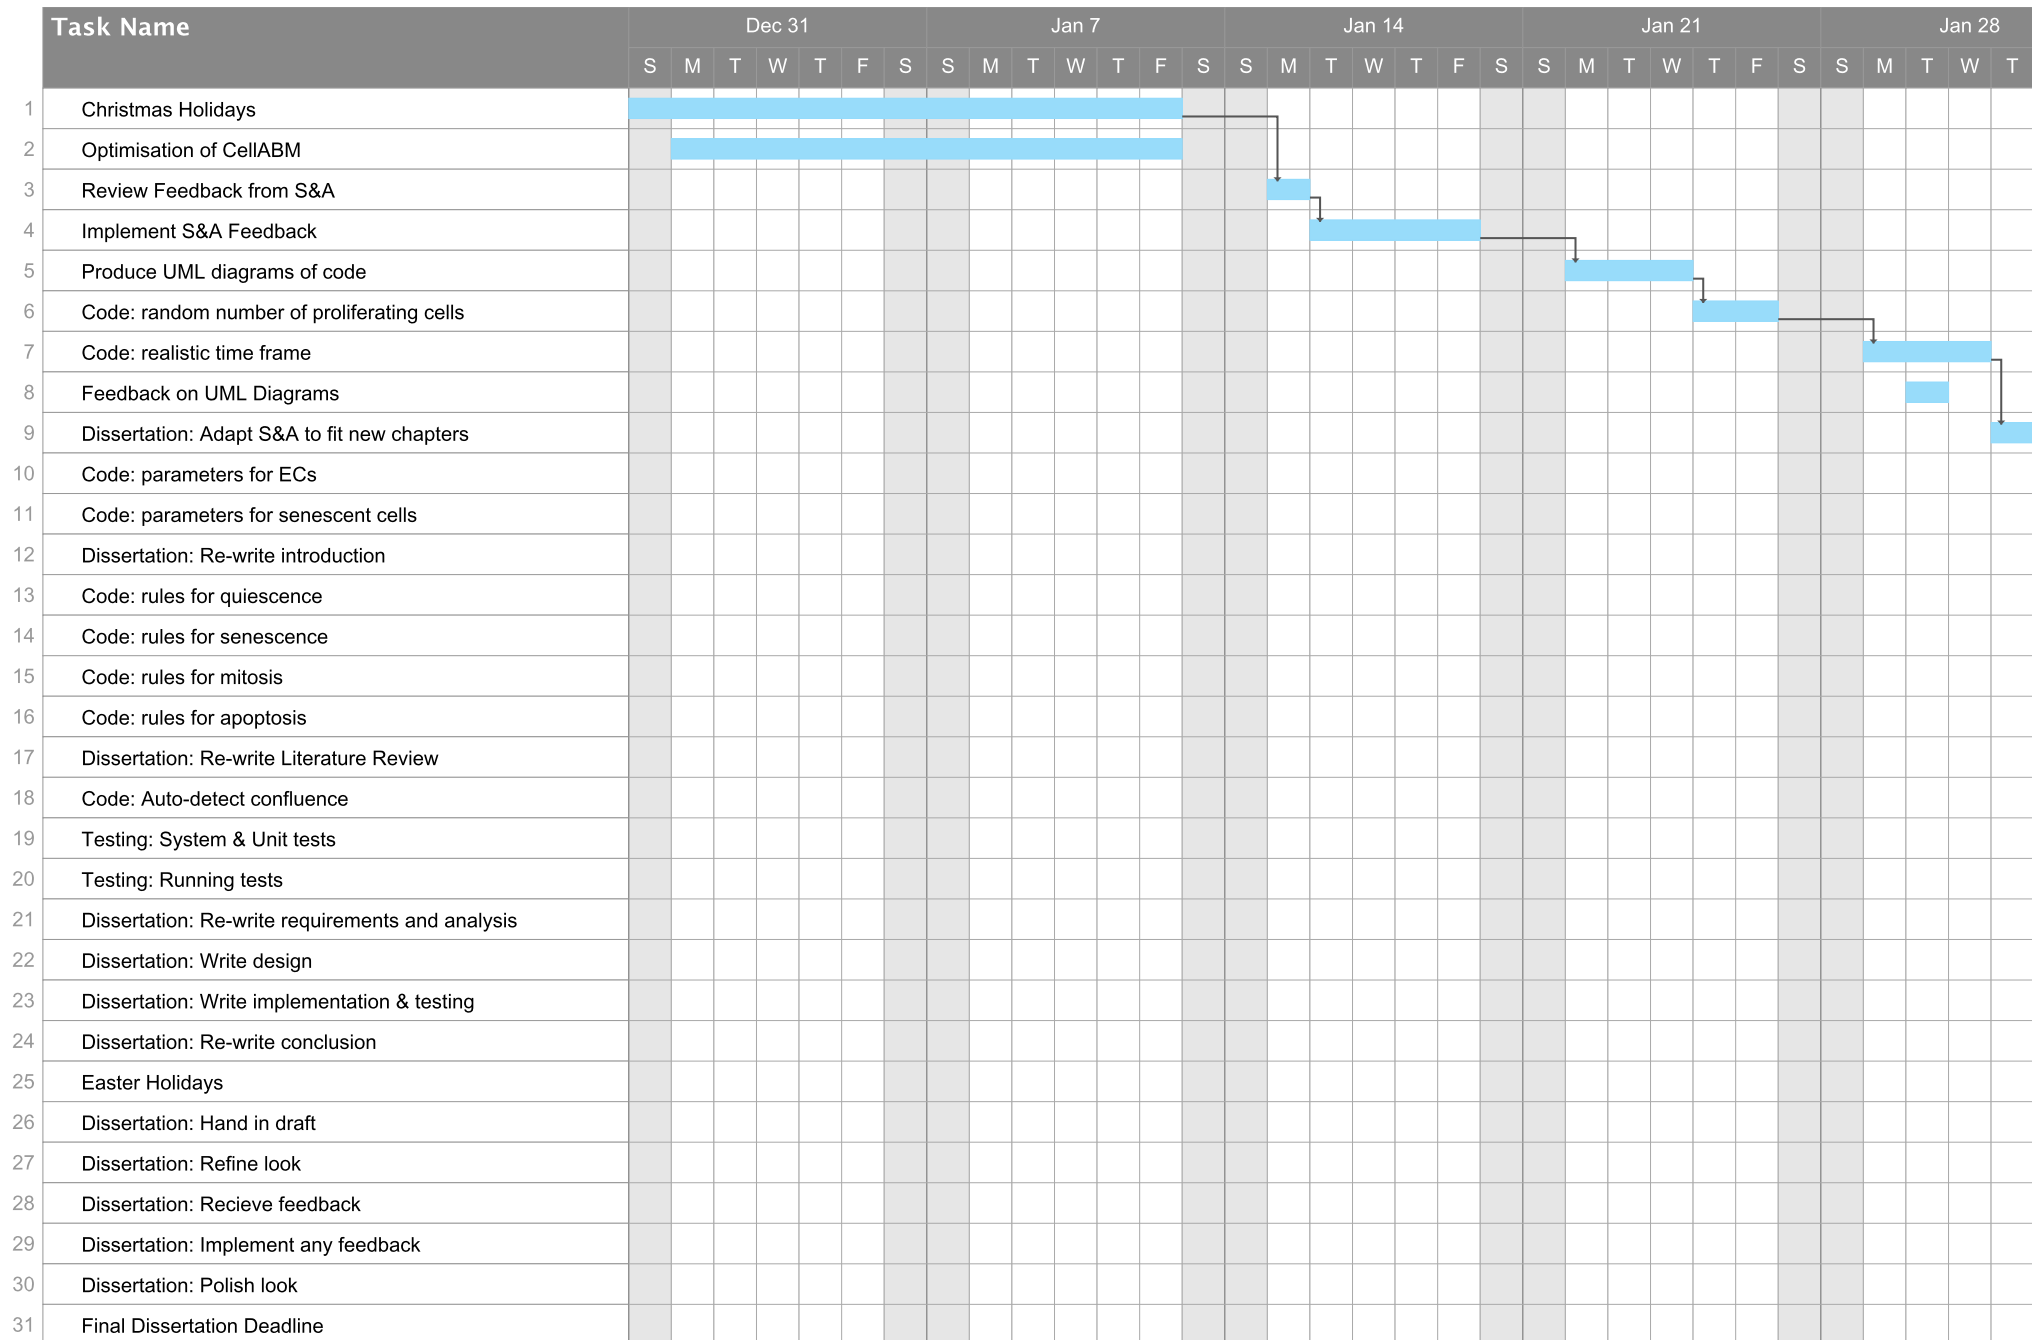 Task Name
Dec 31 Jan 7 Jan 14 Jan 21 Jan 28
S M T W T F S S M T W T F S S M T W T F S S M T W T F S S M T W T
1 Christmas Holidays
2 Optimisation of CellABM
3 Review Feedback from S&A
4 Implement S&A Feedback
5 Produce UML diagrams of code
6 Code: random number of proliferating cells
7 Code: realistic time frame
8 Feedback on UML Diagrams
9 Dissertation: Adapt S&A to fit new chapters
10 Code: parameters for ECs
11 Code: parameters for senescent cells
12 Dissertation: Re-write introduction
13 Code: rules for quiescence
14 Code: rules for senescence
15 Code: rules for mitosis
16 Code: rules for apoptosis
17 Dissertation: Re-write Literature Review
18 Code: Auto-detect confluence
19 Testing: System & Unit tests
20 Testing: Running tests
21 Dissertation: Re-write requirements and analysis
22 Dissertation: Write design
23 Dissertation: Write implementation & testing
24 Dissertation: Re-write conclusion
25 Easter Holidays
26 Dissertation: Hand in draft
27 Dissertation: Refine look
28 Dissertation: Recieve feedback
29 Dissertation: Implement any feedback
30 Dissertation: Polish look
31 Final Dissertation Deadline